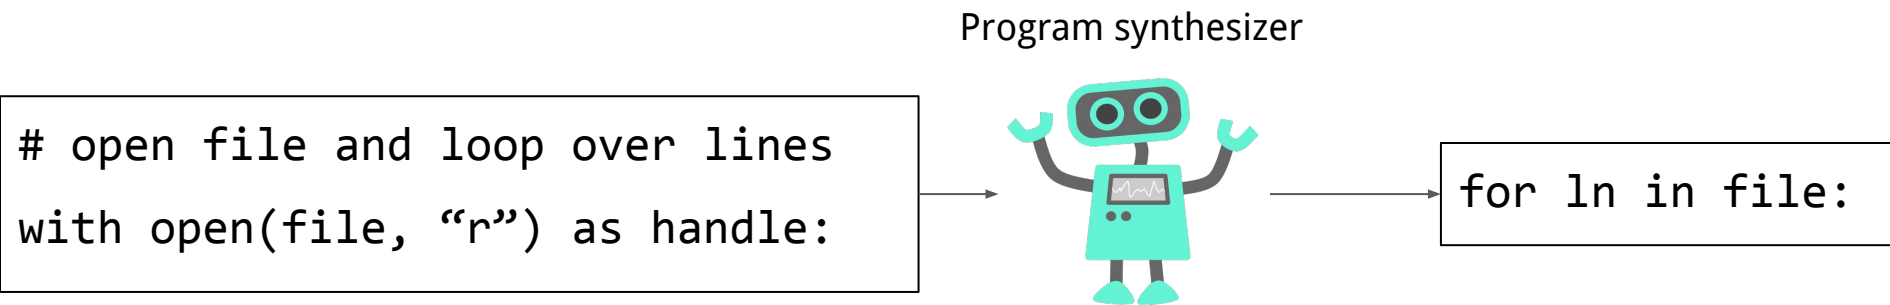 Program synthesizer
# open file and loop over lines
with open(file, “r”) as handle:
for ln in file: